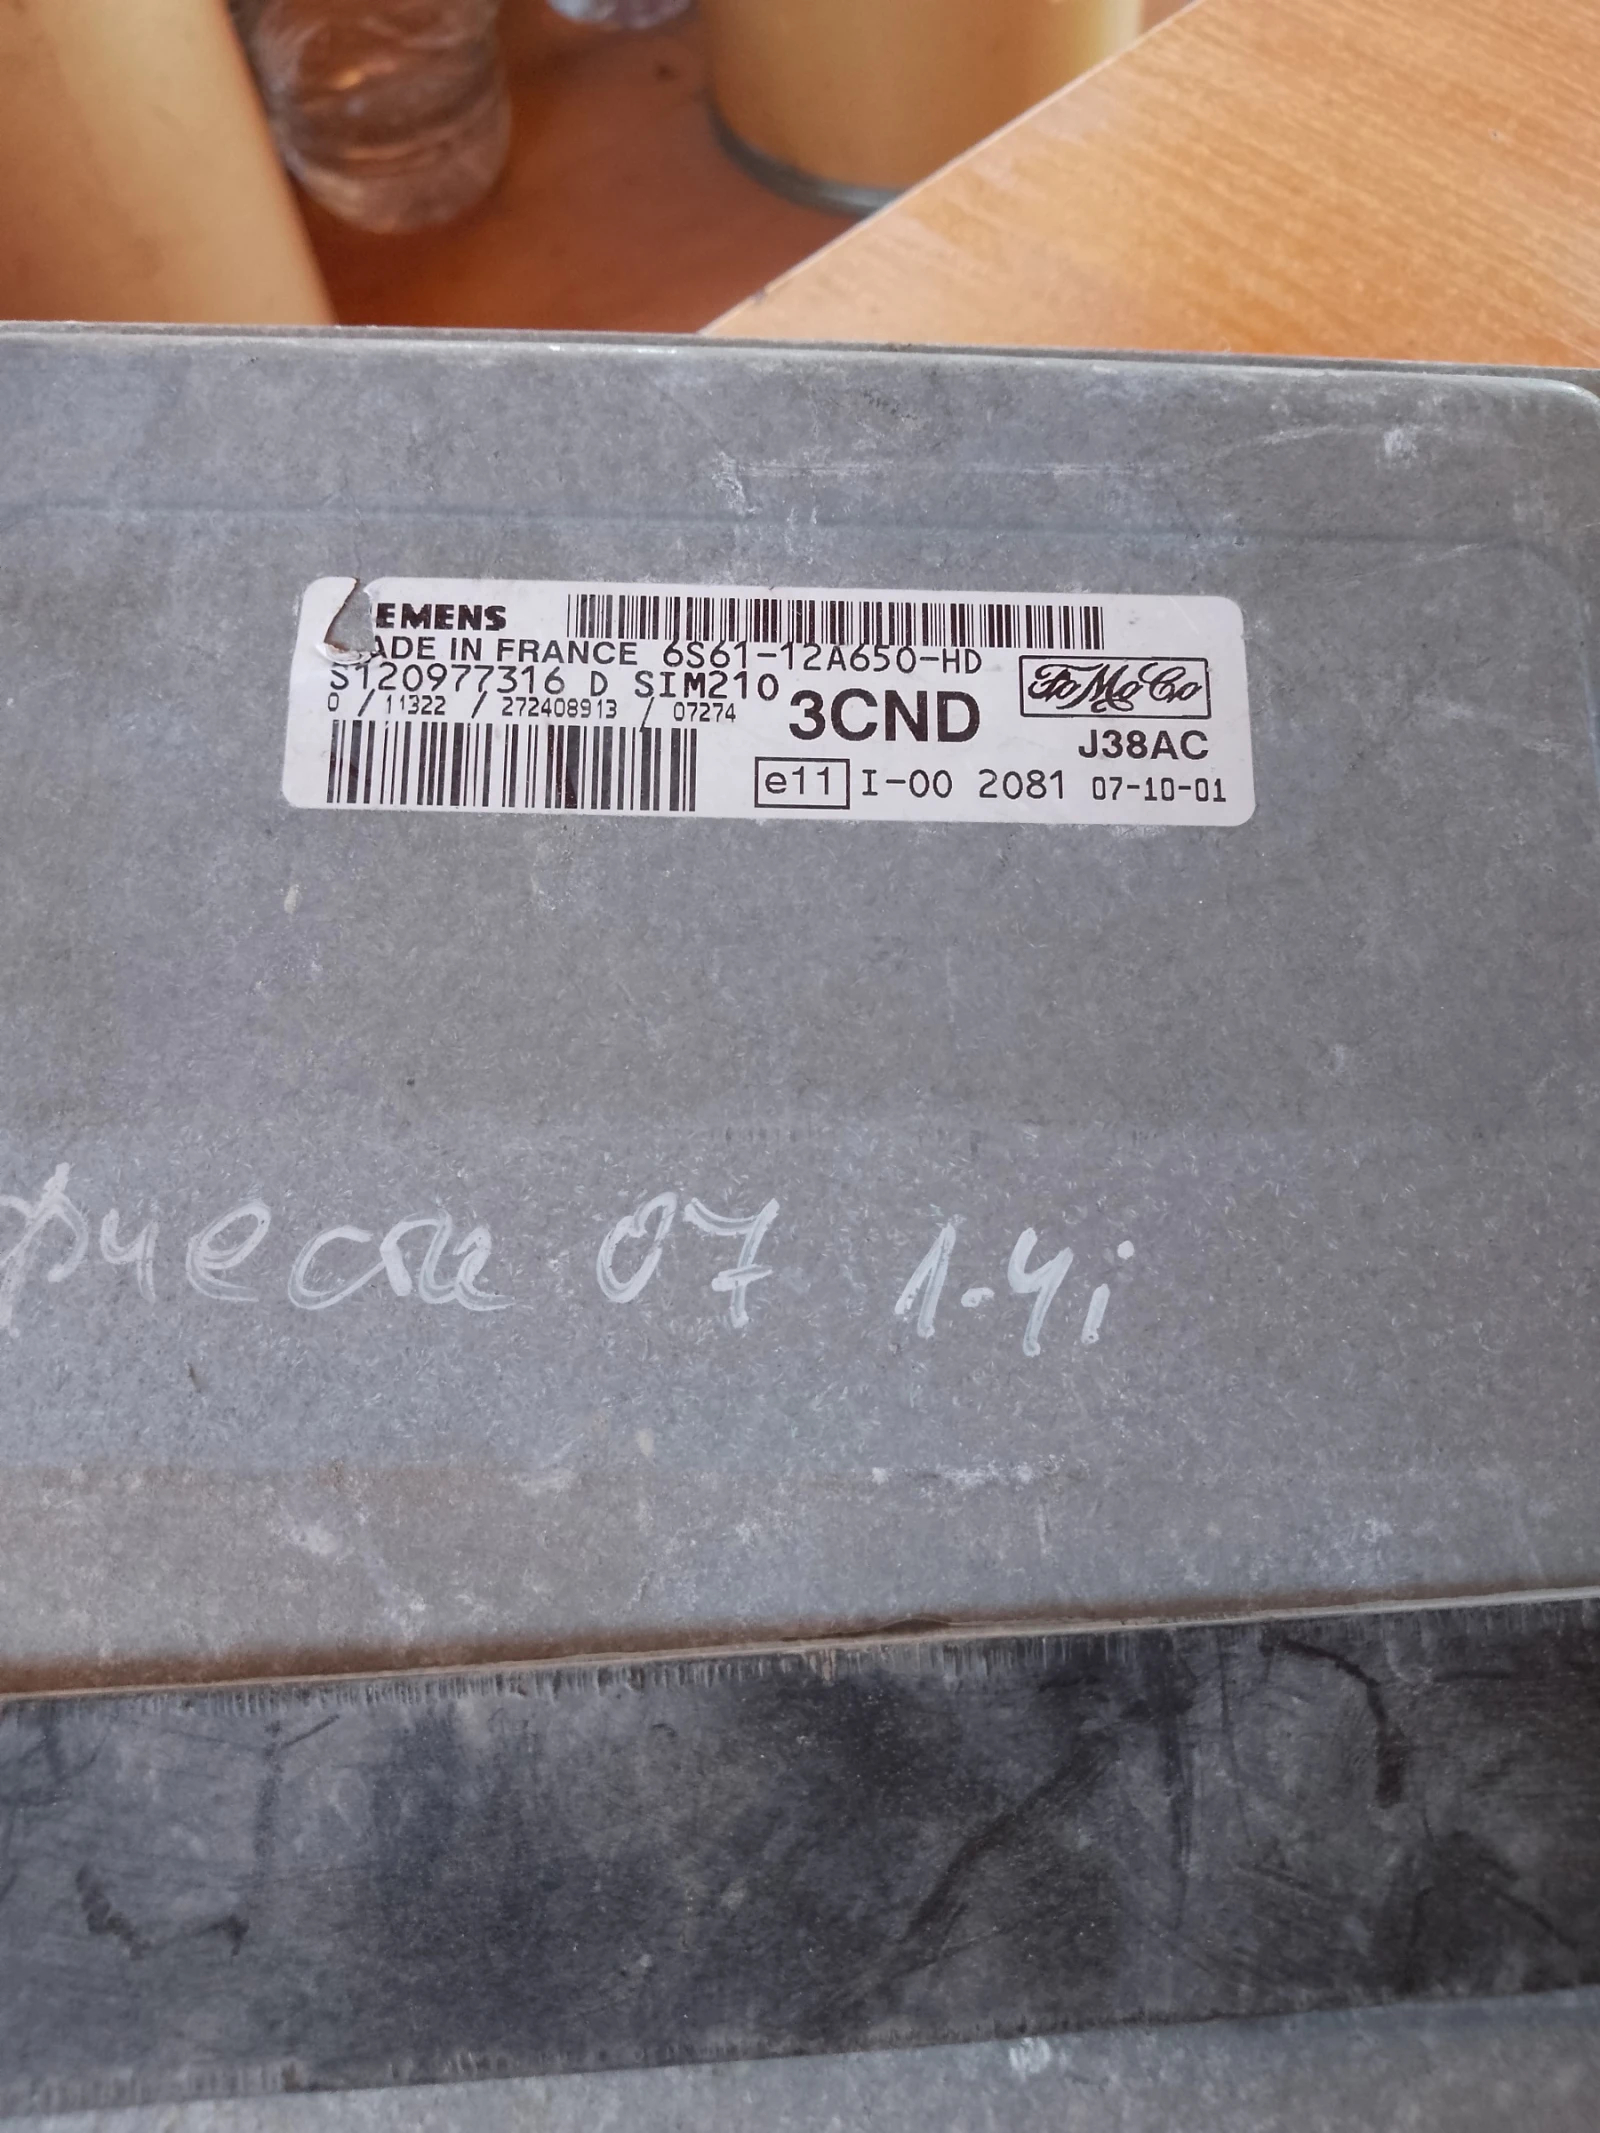 EMENS
ADE IN FRANCE 6S61-12A650-HD
S120977316 D SIM210
FoMoCo
0 / 11322 / 272408913 / 07274
3CND
J38AC
e11 I-00 2081 07-10-01
фиеста 07 1.4i